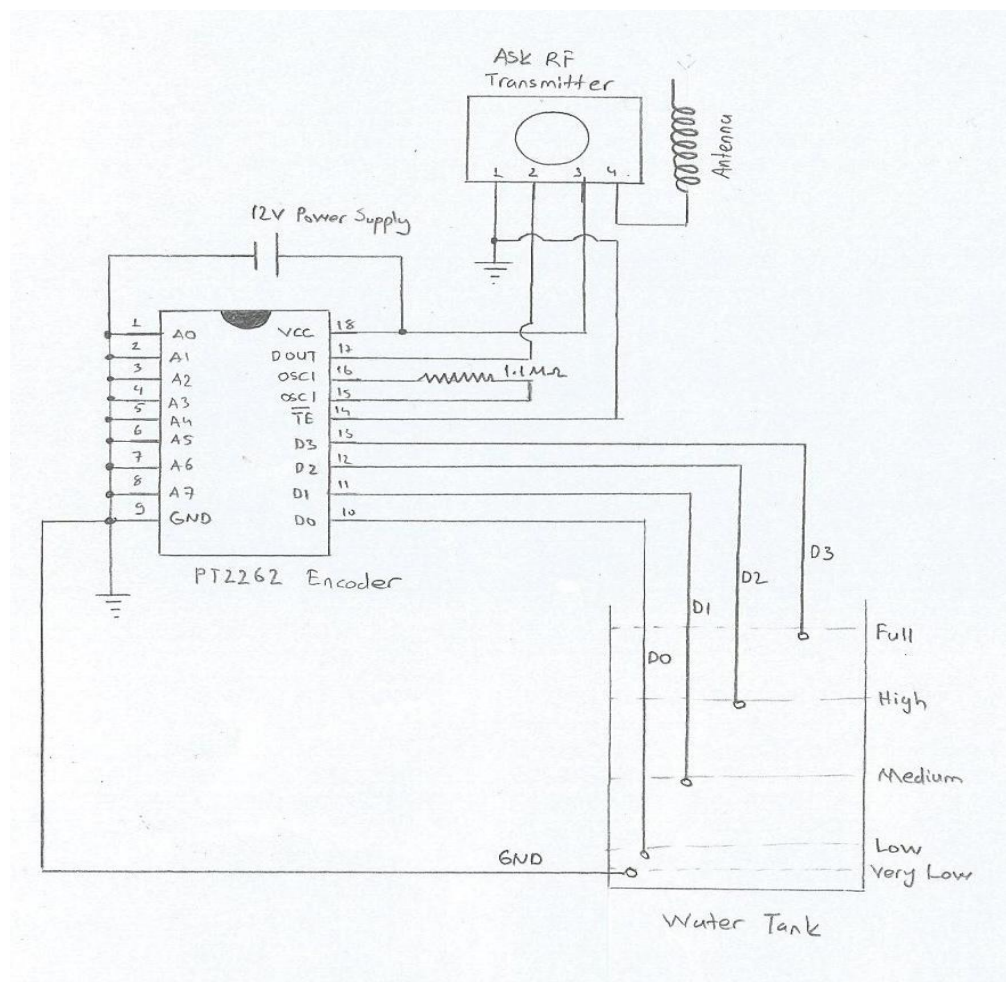 Ask RF
Transmitter
1 2 3 4
Antenna
12V Power Supply
1 A0 VCC 18
2 A1 DOUT 17
3 A2 OSC1 16
1.1MΩ
4 A3 OSC1 15
5 A4 TE 14
6 A5 D3 13
7 A6 D2 12
8 A7 D1 11
9 GND D0 10
PT2262 Encoder
D3
D2
D1
D0
Full
High
Medium
Low
Very Low
GND
Water Tank